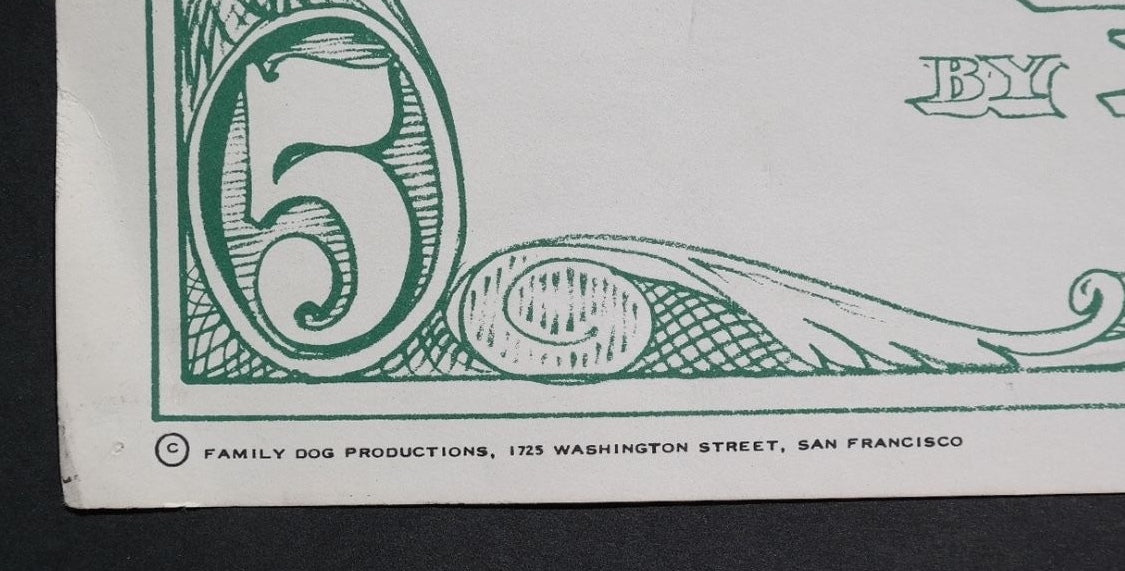 BY
5
© FAMILY DOG PRODUCTIONS, 1725 WASHINGTON STREET, SAN FRANCISCO